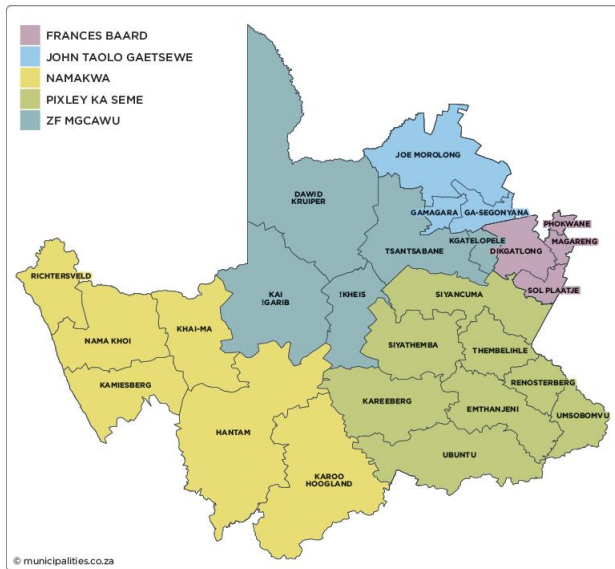 FRANCES BAARD
JOHN TAOLO GAETSEWE
NAMAKWA
PIXLEY KA SEME
ZF MGCAWU
JOE MOROLONG
DAWID
KRUIPER
GAMAGARA
GA-SEGONYANA
PHOKWANE
MAGARENG
KGATELOPELE
DIKGATLONG
TSANTSABANE
RICHTERSVELD
SOL PLAATJE
KAI
!GARIB
!KHEIS
SIYANCUMA
KHAI-MA
NAMA KHOI
SIYATHEMBA
THEMBELIHLE
KAMIESBERG
RENOSTERBERG
KAREEBERG
EMTHANJENI
UMSOBOMVU
HANTAM
UBUNTU
KAROO
HOOGLAND
© municipalities.co.za